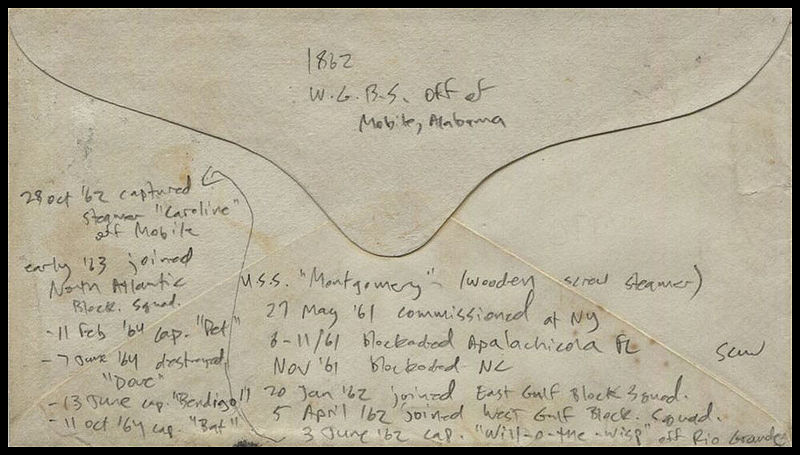 1862
W.G.B.S. off of
Mobile, Alabama
U.S.S. "Montgomery" - (wooden screw steamer)
27 May '61 commissioned at NY
6-11/61 blockaded Apalachicola FL
Nov '61 blockaded NC
20 Jan '62 joined East Gulf Block Squad.
5 April '62 joined West Gulf Block. Squad.
3 June '62 cap. "Will-o-the-Wisp" off Rio Grande
28 Oct '62 captured
steamer "Caroline"
off Mobile
early '63 joined
North Atlantic
Block. Squad.
-11 Feb '64 cap. "Pet"
-7 June '64 destroyed
"Dove"
-13 June cap. "Bendigo"
-11 Oct '64 cap. "Bat"